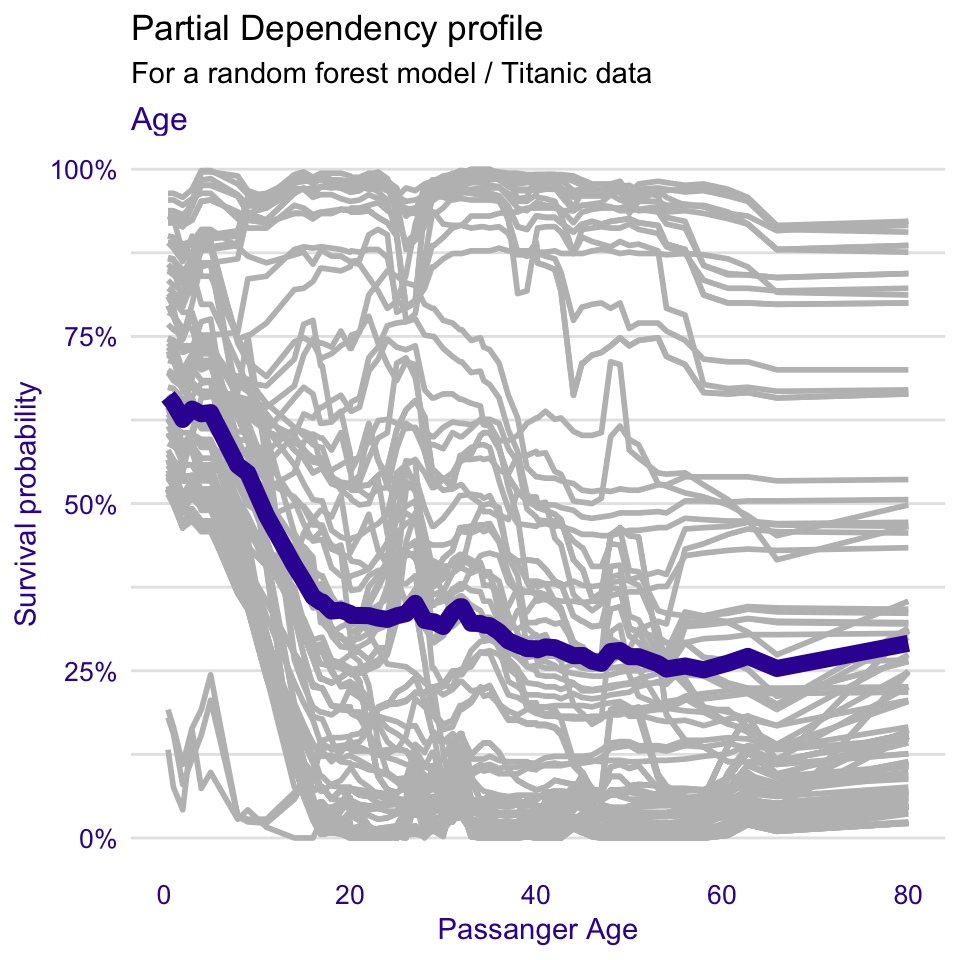 Partial Dependency profile
For a random forest model / Titanic data
Age
100%
75%
50%
25%
0%
Survival probability
0 20 40 60 80
Passanger Age